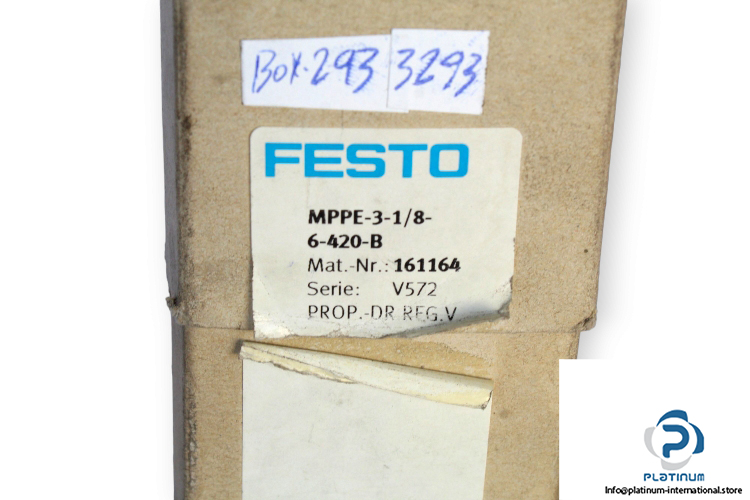 Box-293 3293
FESTO
MPPE-3-1/8-
6-420-B
Mat.-Nr.: 161164
Serie: V572
PROP.-DR.REG.V
PLATINUM
Info@platinum-international.store